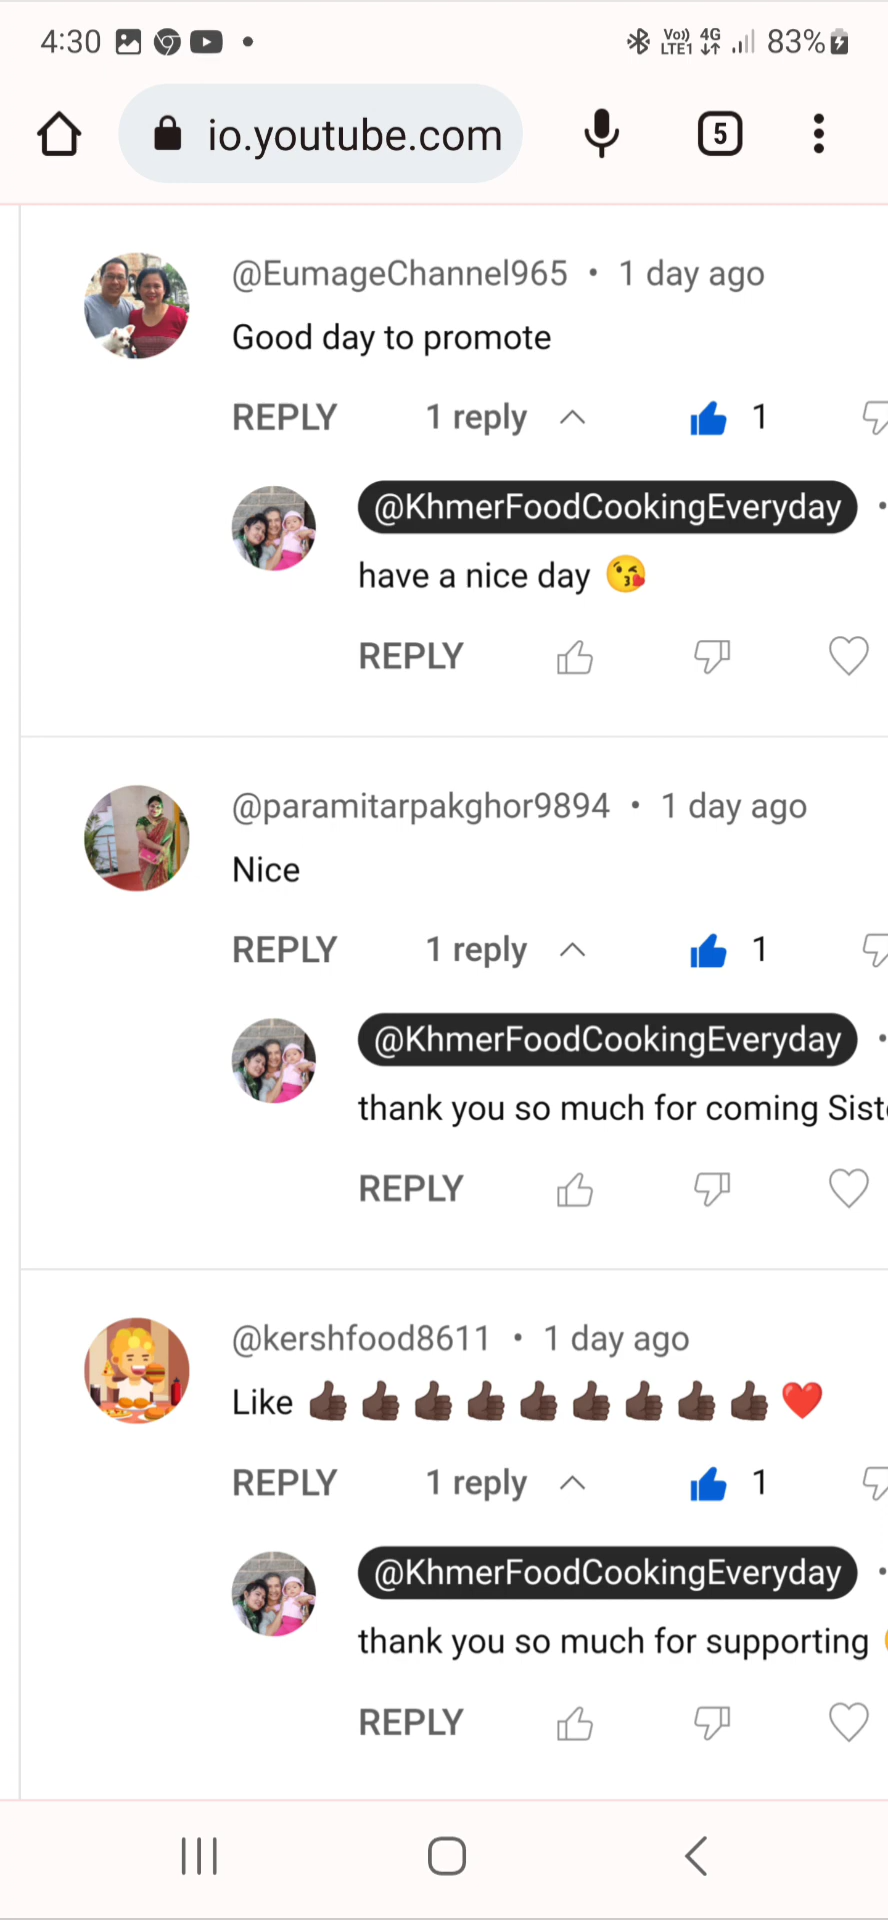 4:30 Vo)) LTE1 4G 83%
io.youtube.com 5
@EumageChannel965 • 1 day ago
Good day to promote
REPLY 1 reply 1
@KhmerFoodCookingEveryday •
have a nice day 😘
REPLY
@paramitarpakghor9894 • 1 day ago
Nice
REPLY 1 reply 1
@KhmerFoodCookingEveryday •
thank you so much for coming
REPLY
@kershfood8611 • 1 day ago
Like 👍🏿👍🏿👍🏿👍🏿👍🏿👍🏿👍🏿👍🏿👍🏿❤️
REPLY 1 reply 1
@KhmerFoodCookingEveryday •
thank you so much for supporting
REPLY